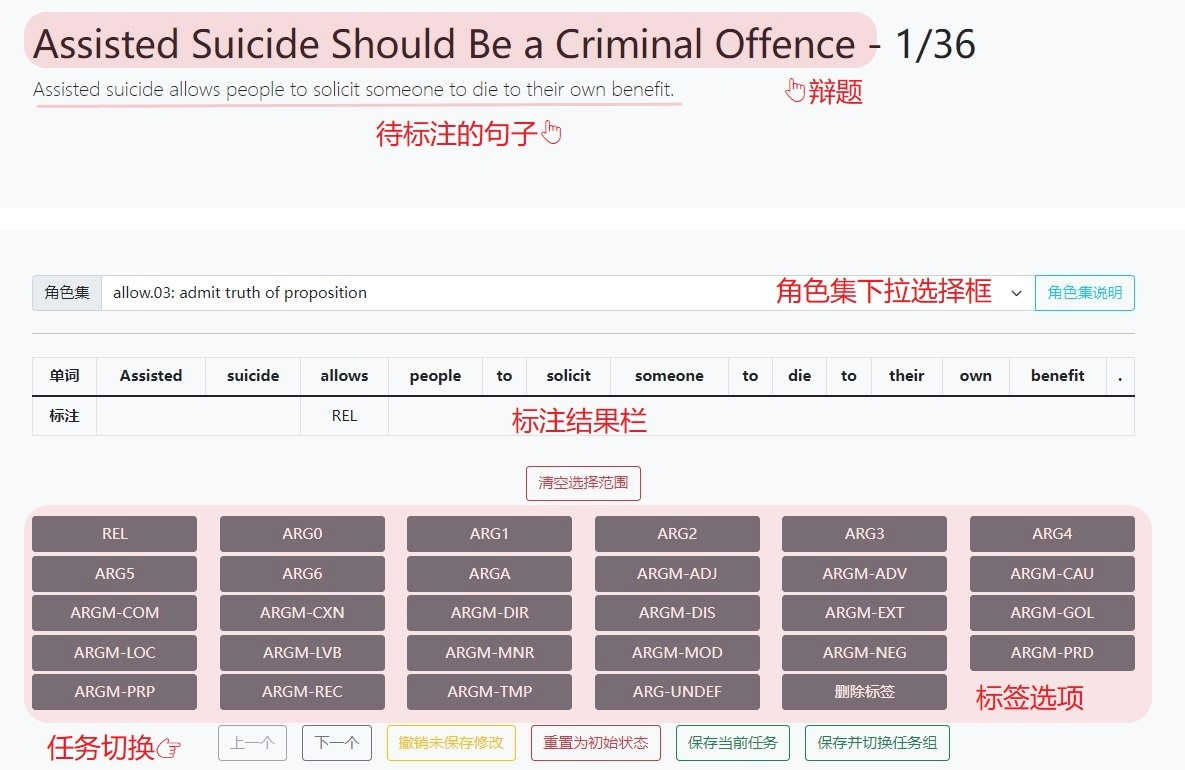 Assisted Suicide Should Be a Criminal Offence - 1/36
Assisted suicide allows people to solicit someone to die to their own benefit.
辩题
待标注的句子
角色集 allow.03: admit truth of proposition 角色集下拉选择框 角色集说明
单词 Assisted suicide allows people to solicit someone to die to their own benefit .
标注 REL 标注结果栏
清空选择范围
REL ARG0 ARG1 ARG2 ARG3 ARG4
ARG5 ARG6 ARGA ARGM-ADJ ARGM-ADV ARGM-CAU
ARGM-COM ARGM-CXN ARGM-DIR ARGM-DIS ARGM-EXT ARGM-GOL
ARGM-LOC ARGM-LVB ARGM-MNR ARGM-MOD ARGM-NEG ARGM-PRD
ARGM-PRP ARGM-REC ARGM-TMP ARG-UNDEF 删除标签 标签选项
任务切换 上一个 下一个 撤销未保存修改 重置为初始状态 保存当前任务 保存并切换任务组